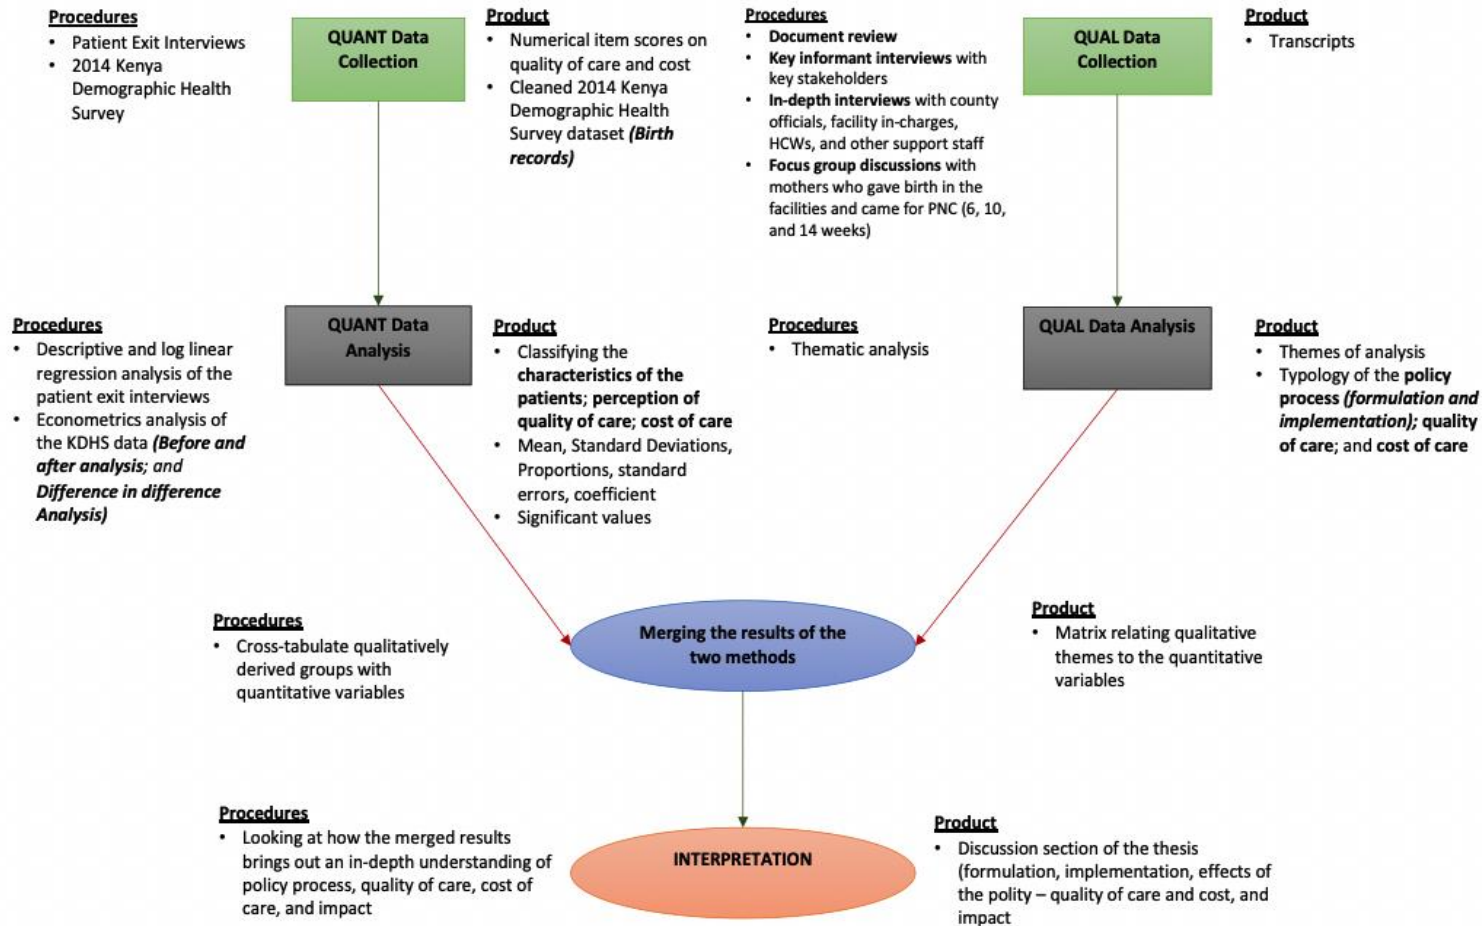 Procedures
• Patient Exit Interviews
• 2014 Kenya
Demographic Health
Survey
QUANT Data
Collection
Product
• Numerical item scores on
quality of care and cost
• Cleaned 2014 Kenya
Demographic Health
Survey dataset (Birth
records)
Procedures
• Document review
• Key informant interviews with
key stakeholders
• In-depth interviews with county
officials, facility in-charges,
HCWs, and other support staff
• Focus group discussions with
mothers who gave birth in the
facilities and came for PNC (6, 10,
and 14 weeks)
QUAL Data
Collection
Product
• Transcripts
Procedures
• Descriptive and log linear
regression analysis of the
patient exit interviews
• Econometrics analysis of
the KDHS data (Before and
after analysis; and
Difference in difference
Analysis)
QUANT Data
Analysis
Product
• Classifying the
characteristics of the
patients; perception of
quality of care; cost of care
• Mean, Standard Deviations,
Proportions, standard
errors, coefficient
• Significant values
Procedures
• Thematic analysis
QUAL Data Analysis
Product
• Themes of analysis
• Typology of the policy
process (formulation and
implementation); quality
of care; and cost of care
Procedures
• Cross-tabulate qualitatively
derived groups with
quantitative variables
Merging the results of the
two methods
Product
• Matrix relating qualitative
themes to the quantitative
variables
Procedures
• Looking at how the merged results
brings out an in-depth understanding of
policy process, quality of care, cost of
care, and impact
INTERPRETATION
Product
• Discussion section of the thesis
(formulation, implementation, effects of
the polity – quality of care and cost, and
impact